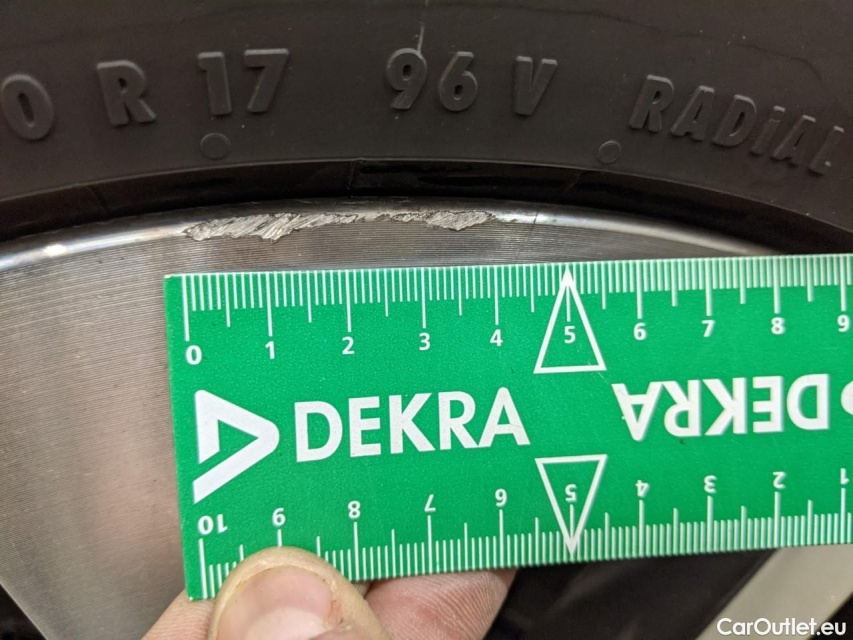 0 R 17 96 V RADIAL
0 1 2 3 4 5 6 7 8 9
DEKRA DEKRA
10 9 8 7 6 5 4 3 2 1
CarOutlet.eu